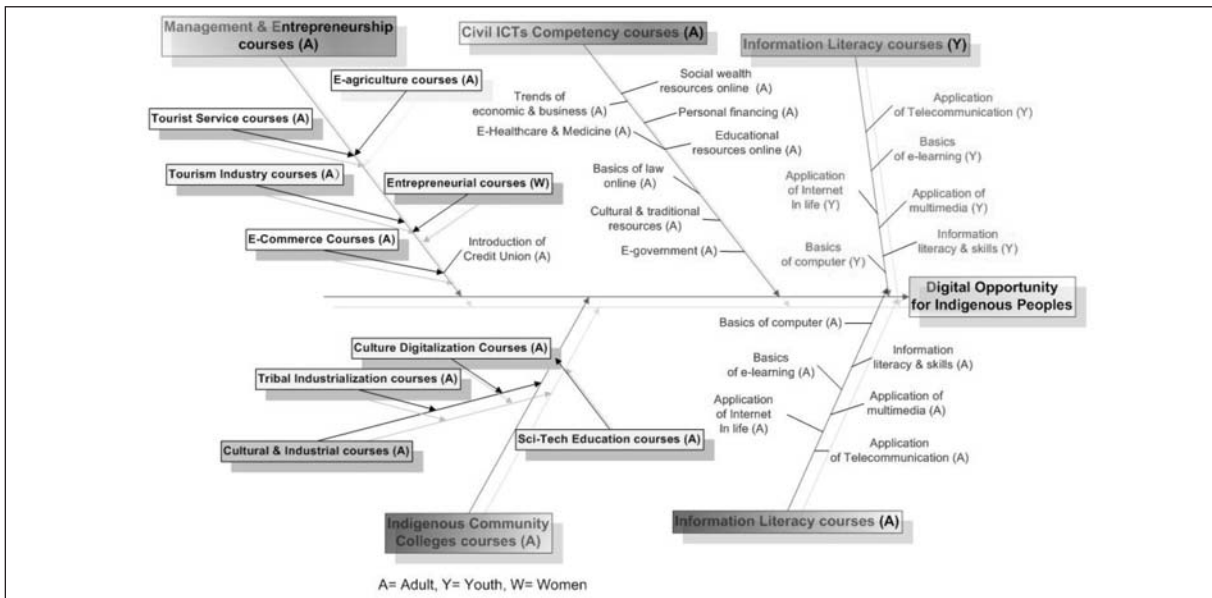 Management & Entrepreneurship
courses (A)
Civil ICTs Competency courses (A)
Information Literacy courses (Y)
E-agriculture courses (A)
Tourist Service courses (A)
Tourism Industry courses (A)
Entrepreneurial courses (W)
E-Commerce Courses (A)
Introduction of
Credit Union (A)
Social wealth
resources online (A)
Trends of
economic & business (A)
Personal financing (A)
E-Healthcare & Medicine (A)
Educational
resources online (A)
Basics of law
online (A)
Cultural & traditional
resources (A)
E-government (A)
Application
of Telecommunication (Y)
Basics
of e-learning (Y)
Application
of Internet
In life (Y)
Application of
multimedia (Y)
Information
literacy & skills (Y)
Basics
of computer (Y)
Digital Opportunity
for Indigenous Peoples
Culture Digitalization Courses (A)
Tribal Industrialization courses (A)
Cultural & Industrial courses (A)
Sci-Tech Education courses (A)
Indigenous Community
Colleges courses (A)
Basics of computer (A)
Information
literacy & skills (A)
Basics
of e-learning (A)
Application of
multimedia (A)
Application
of Internet
In life (A)
Application
of Telecommunication (A)
Information Literacy courses (A)
A= Adult, Y= Youth, W= Women